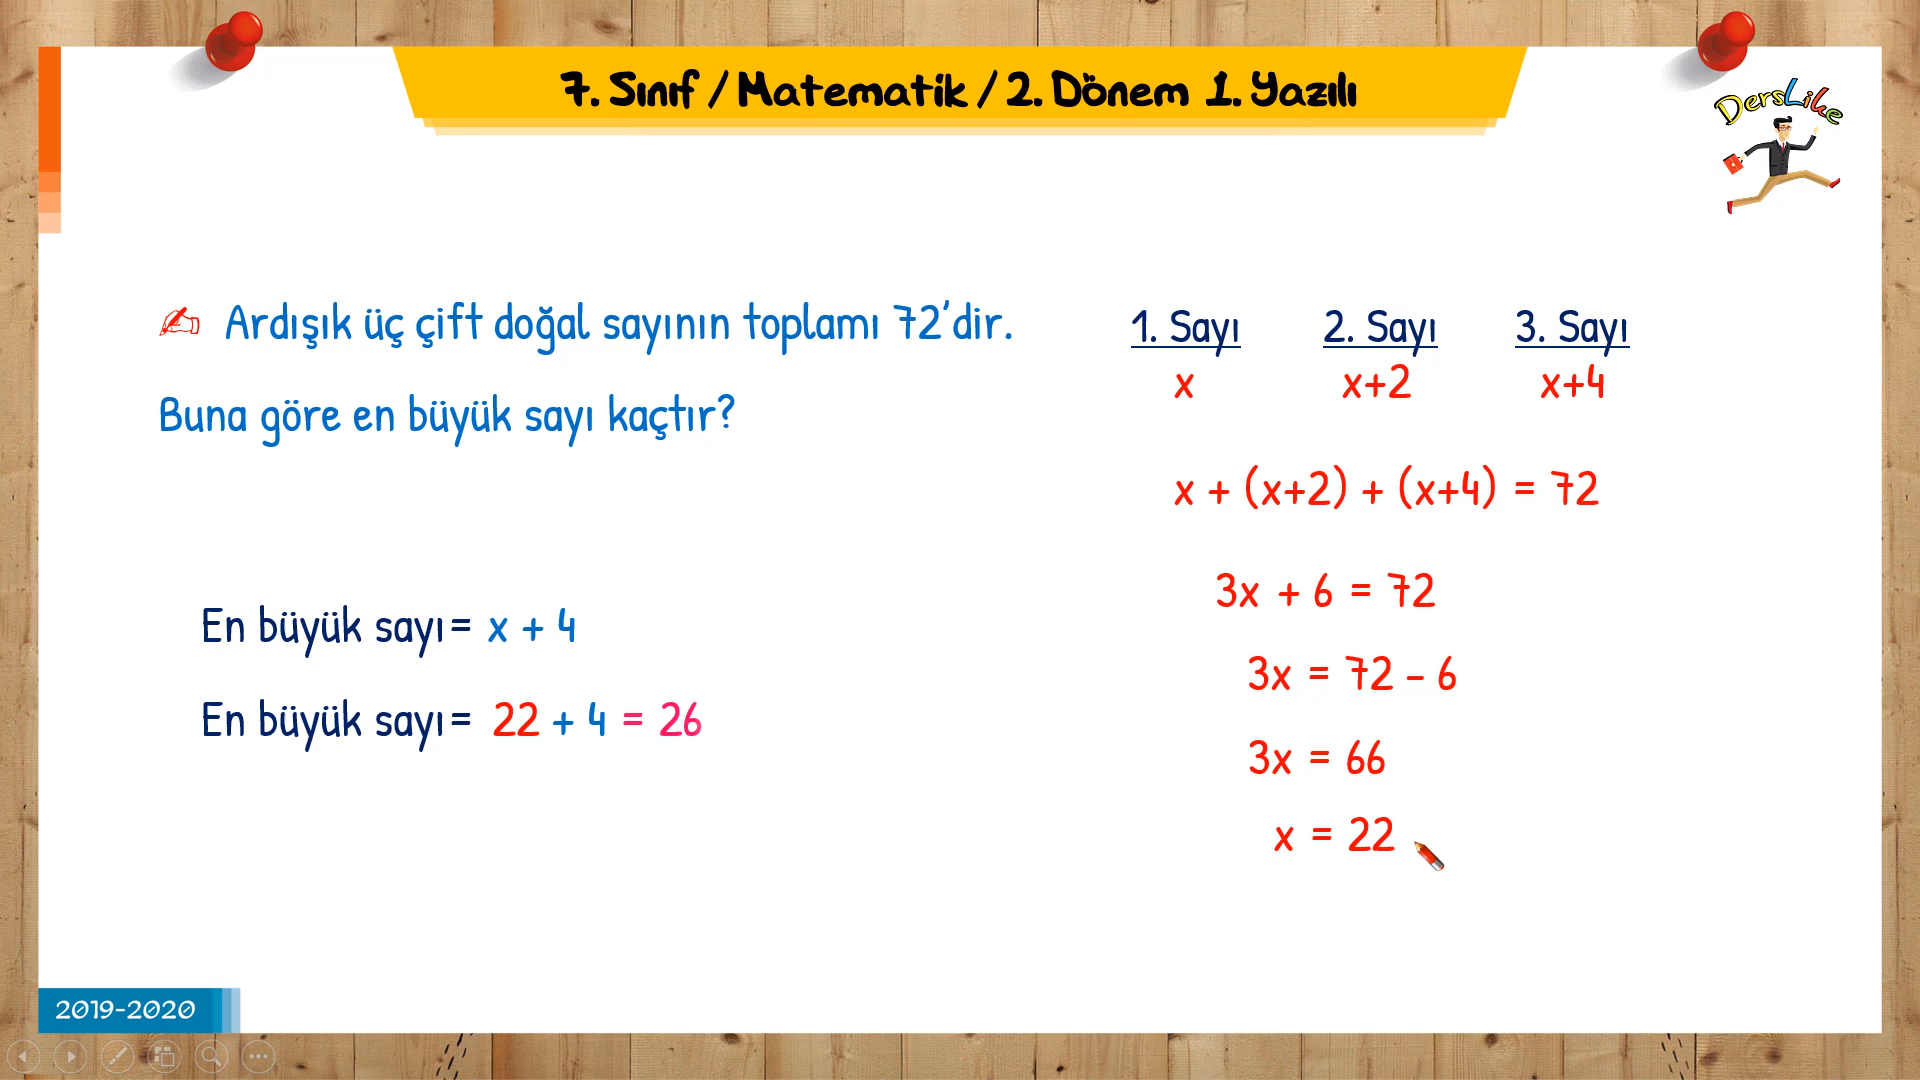 7. Sınıf / Matematik / 2. Dönem 1. Yazılı
DersLike
Ardışık üç çift doğal sayının toplamı 72'dir.
Buna göre en büyük sayı kaçtır?
En büyük sayı = x + 4
En büyük sayı = 22 + 4 = 26
1. Sayı 2. Sayı 3. Sayı
x x+2 x+4
x + (x+2) + (x+4) = 72
3x + 6 = 72
3x = 72 - 6
3x = 66
x = 22
2019-2020